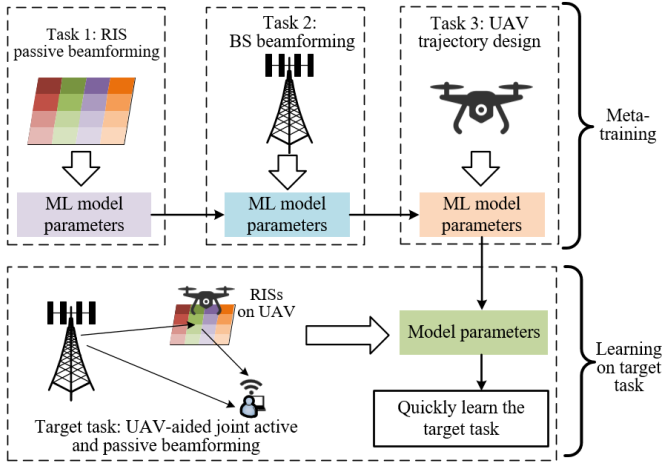 Task 1: RIS
passive beamforming
Task 2:
BS beamforming
Task 3: UAV
trajectory design
Meta-
training
ML model
parameters
ML model
parameters
ML model
parameters
RISs
on UAV
Model parameters
Learning
on target
task
Quickly learn the
target task
Target task: UAV-aided joint active
and passive beamforming